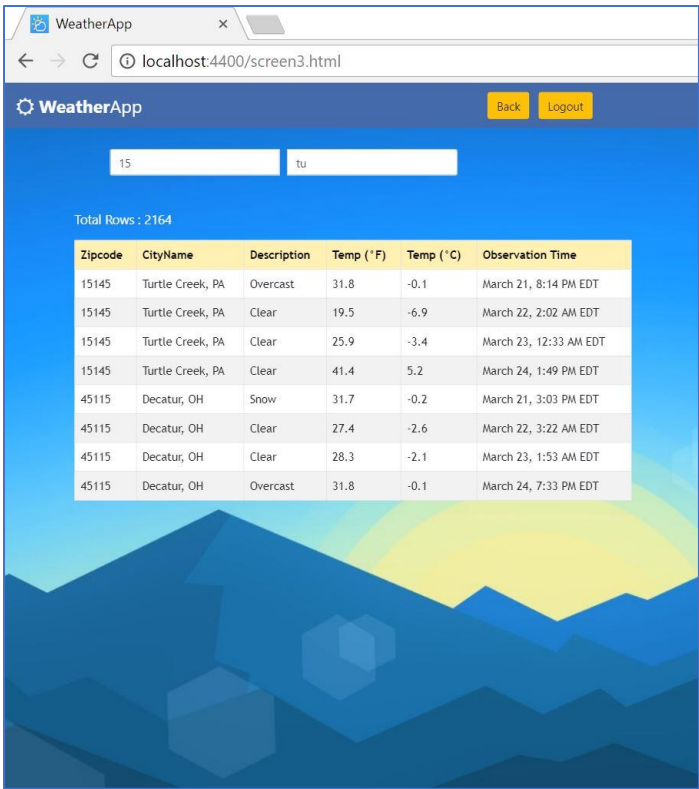 WeatherApp
localhost:4400/screen3.html
WeatherApp Back Logout
15 tu
Total Rows : 2164
Zipcode CityName Description Temp (°F) Temp (°C) Observation Time
15145 Turtle Creek, PA Overcast 31.8 -0.1 March 21, 8:14 PM EDT
15145 Turtle Creek, PA Clear 19.5 -6.9 March 22, 2:02 AM EDT
15145 Turtle Creek, PA Clear 25.9 -3.4 March 23, 12:33 AM EDT
15145 Turtle Creek, PA Clear 41.4 5.2 March 24, 1:49 PM EDT
45115 Decatur, OH Snow 31.7 -0.2 March 21, 3:03 PM EDT
45115 Decatur, OH Clear 27.4 -2.6 March 22, 3:22 AM EDT
45115 Decatur, OH Clear 28.3 -2.1 March 23, 1:53 AM EDT
45115 Decatur, OH Overcast 31.8 -0.1 March 24, 7:33 PM EDT